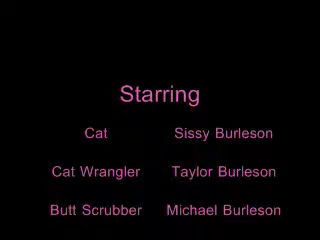 Starring
Cat Sissy Burleson
Cat Wrangler Taylor Burleson
Butt Scrubber Michael Burleson